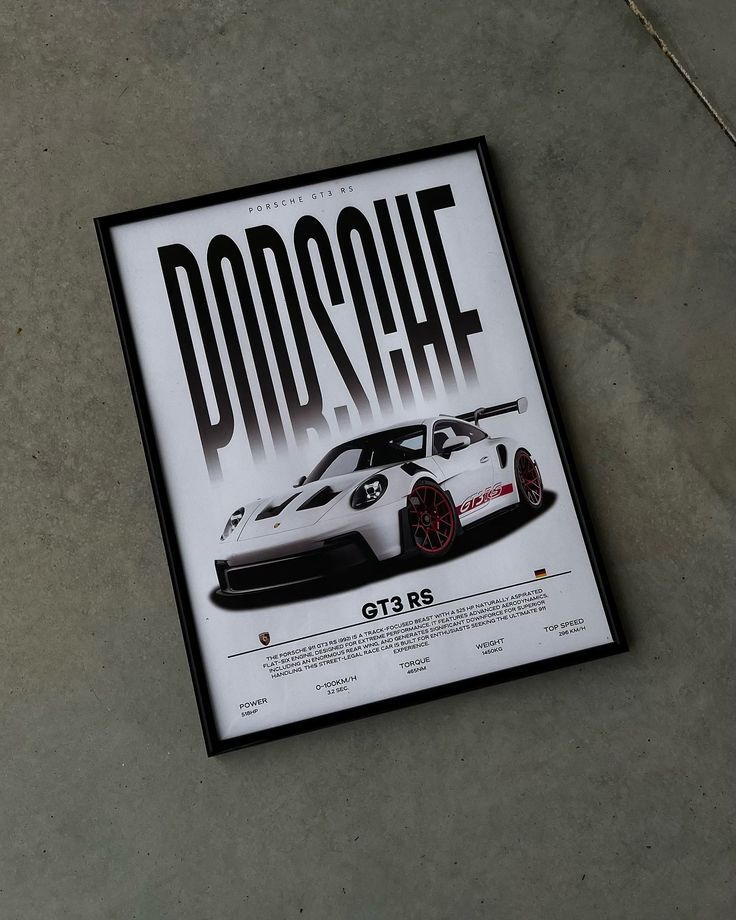 PORSCHE GT3 RS
PORSCHE
GT3RS
GT3 RS
THE PORSCHE 911 GT3 RS (992) IS A TRACK-FOCUSED BEAST WITH A 525 HP NATURALLY ASPIRATED
FLAT-SIX ENGINE, DESIGNED FOR EXTREME PERFORMANCE. IT FEATURES ADVANCED AERODYNAMICS,
INCLUDING AN ENORMOUS REAR WING, AND GENERATES SIGNIFICANT DOWNFORCE FOR SUPERIOR
HANDLING. THIS STREET-LEGAL RACE CAR IS BUILT FOR ENTHUSIASTS SEEKING THE ULTIMATE 911
EXPERIENCE.
POWER
518HP
0-100KM/H
3.2 SEC.
TORQUE
465NM
WEIGHT
1450KG
TOP SPEED
296 KM/H